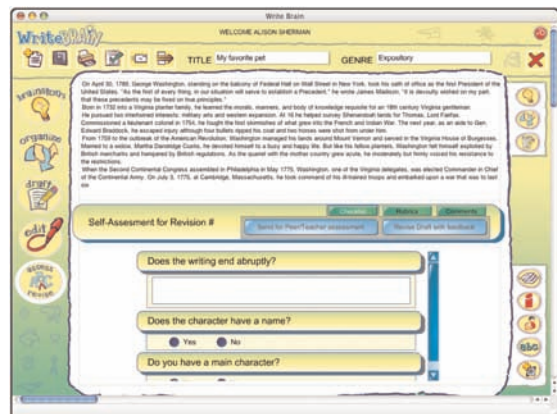 Write Brain
WriteBRAiN
WELCOME ALISON SHERMAN
TITLE My favorite pet GENRE Expository
brainstorm
organize
draft
edit
assess
revise
On April 30, 1789, George Washington, standing on the balcony of Federal Hall on Wall Street in New York, took his oath of office as the first President of the
United States. "As the first of every thing, in our situation will serve to establish a Precedent," he wrote James Madison, "it is devoutly wished on my part,
that these precedents may be fixed on true principles."
Born in 1732 into a Virginia planter family, he learned the morals, manners, and body of knowledge requisite for an 18th century Virginia gentleman.
He pursued two intertwined interests: military arts and western expansion. At 16 he helped survey Shenandoah lands for Thomas, Lord Fairfax.
Commissioned a lieutenant colonel in 1754, he fought the first skirmishes of what grew into the French and Indian War. The next year, as an aide to Gen.
Edward Braddock, he escaped injury although four bullets ripped his coat and two horses were shot from under him.
From 1759 to the outbreak of the American Revolution, Washington managed his lands around Mount Vernon and served in the Virginia House of Burgesses.
Married to a widow, Martha Dandridge Custis, he devoted himself to a busy and happy life. But like his fellow planters, Washington felt himself exploited by
British merchants and hampered by British regulations. As the quarrel with the mother country grew acute, he moderately but firmly voiced his resistance to
the restrictions.
When the Second Continental Congress assembled in Philadelphia in May 1775, Washington, one of the Virginia delegates, was elected Commander in Chief
of the Continental Army. On July 3, 1775, at Cambridge, Massachusetts, he took command of his ill-trained troops and embarked upon a war that was to last
six
Checklist Rubrics Comments
Self-Assesment for Revision #
Send for Peer/Teacher assessment Revise Draft with feedback
Does the writing end abruptly?
Does the character have a name?
Yes No
Do you have a main character?
abc